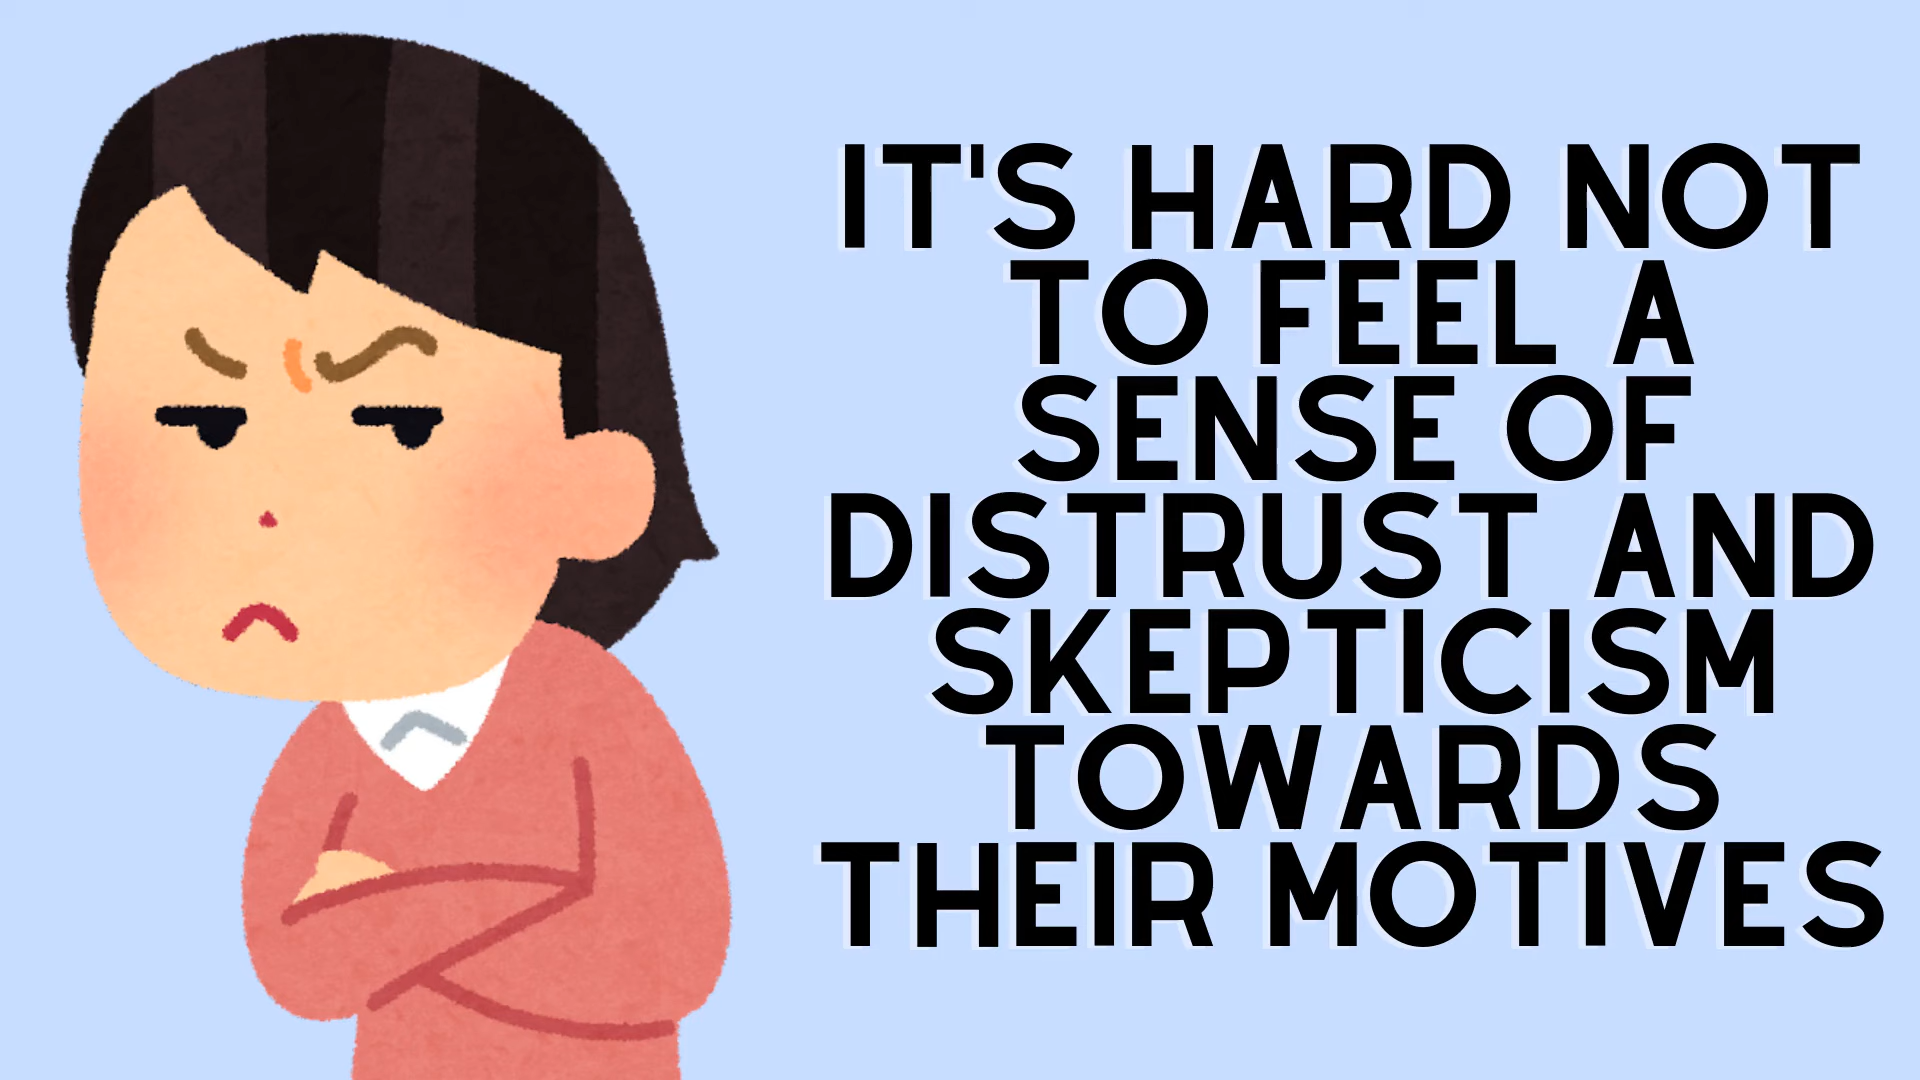 IT'S HARD NOT
TO FEEL A
SENSE OF
DISTRUST AND
SKEPTICISM
TOWARDS
THEIR MOTIVES